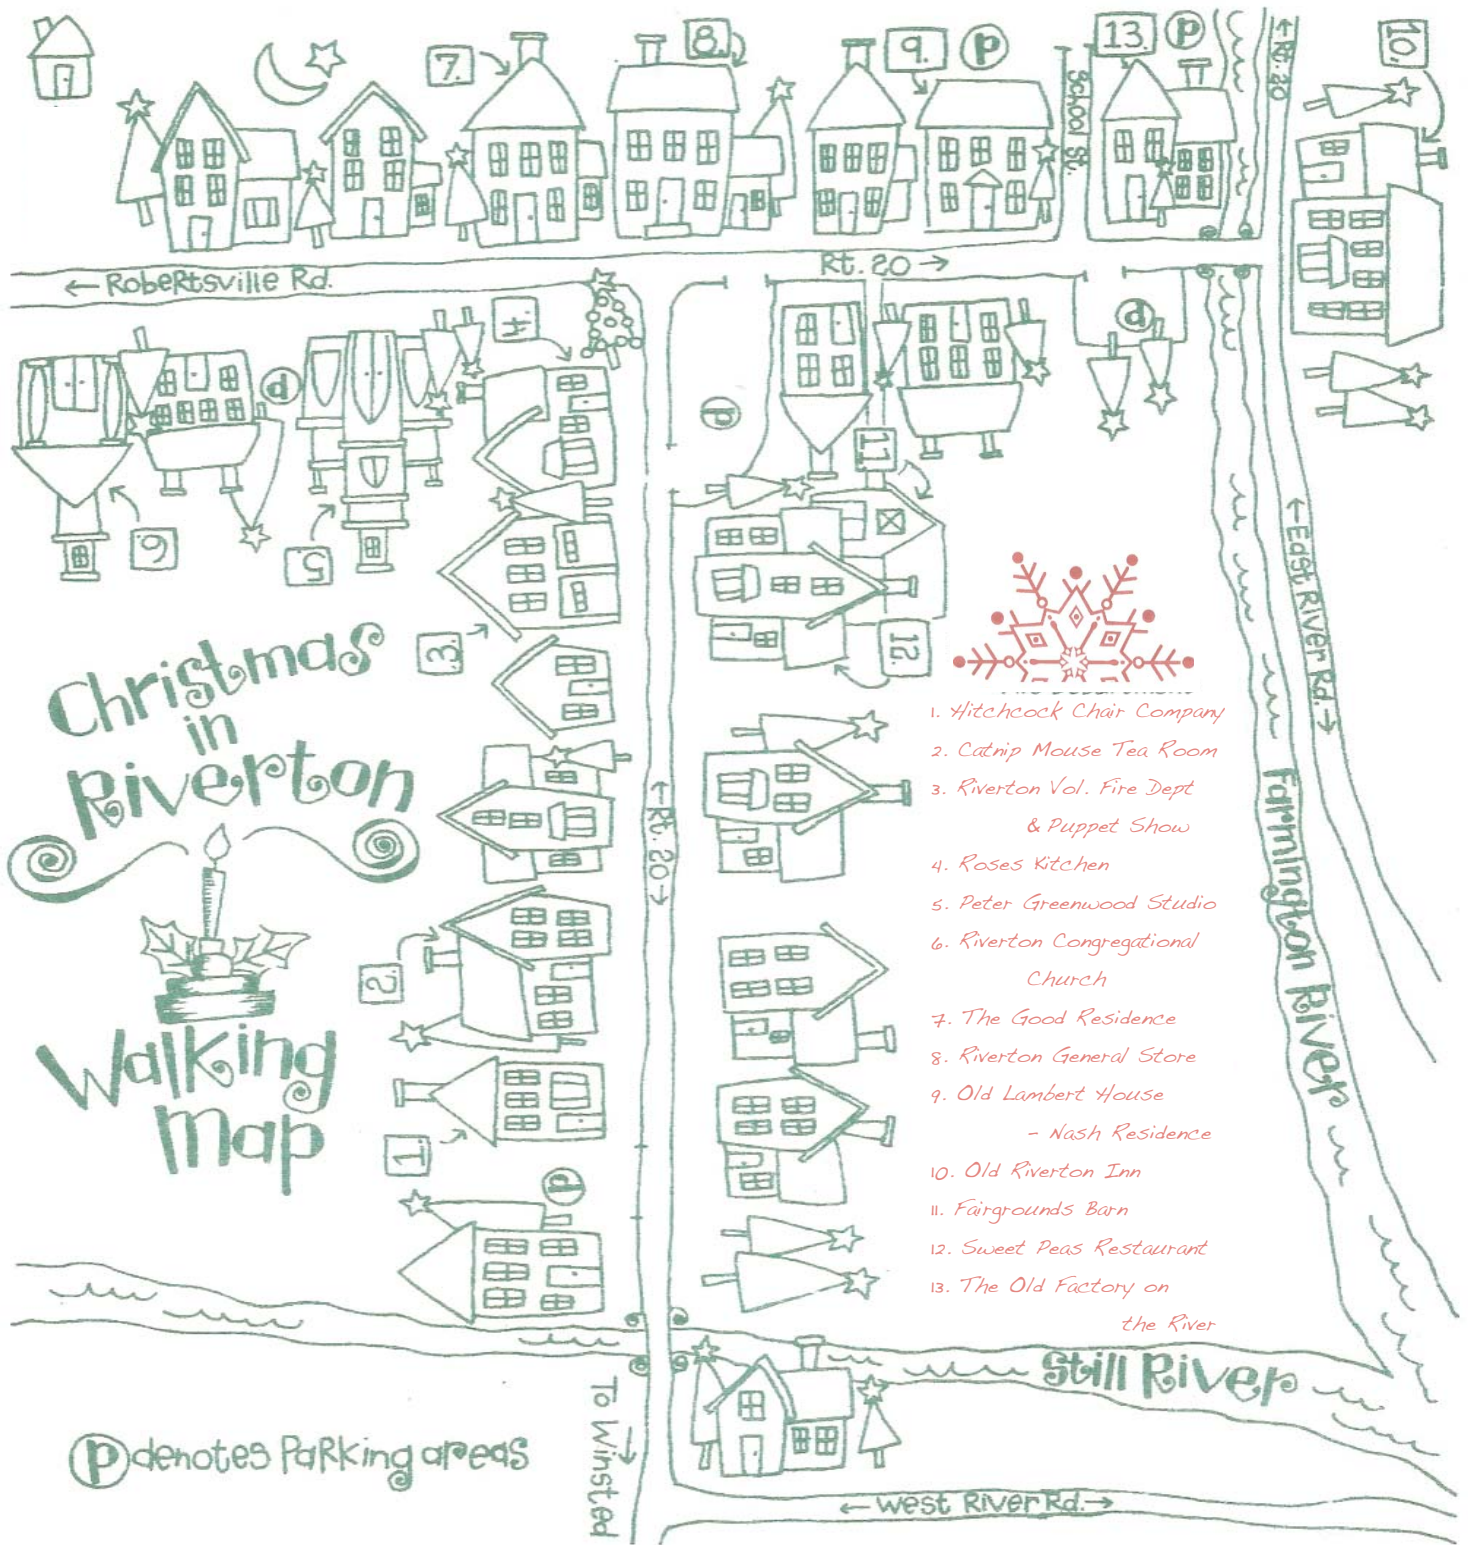 7.
8.
9.
P
13.
P
10.
School St.
← Rt. 20
← Robertsville Rd.
Rt. 20 →
4.
P
P
P
11.
6.
5.
3.
12.
← East River Rd. →
Christmas
in
Riverton
Walking
Map
← Rt. 20 →
2.
1.
P
1. Hitchcock Chair Company
2. Catnip Mouse Tea Room
3. Riverton Vol. Fire Dept
& Puppet Show
4. Roses Kitchen
5. Peter Greenwood Studio
6. Riverton Congregational
Church
7. The Good Residence
8. Riverton General Store
9. Old Lambert House
- Nash Residence
10. Old Riverton Inn
11. Fairgrounds Barn
12. Sweet Peas Restaurant
13. The Old Factory on
the River
Farmington River
Still River
To Winsted →
P denotes Parking areas
← West River Rd. →